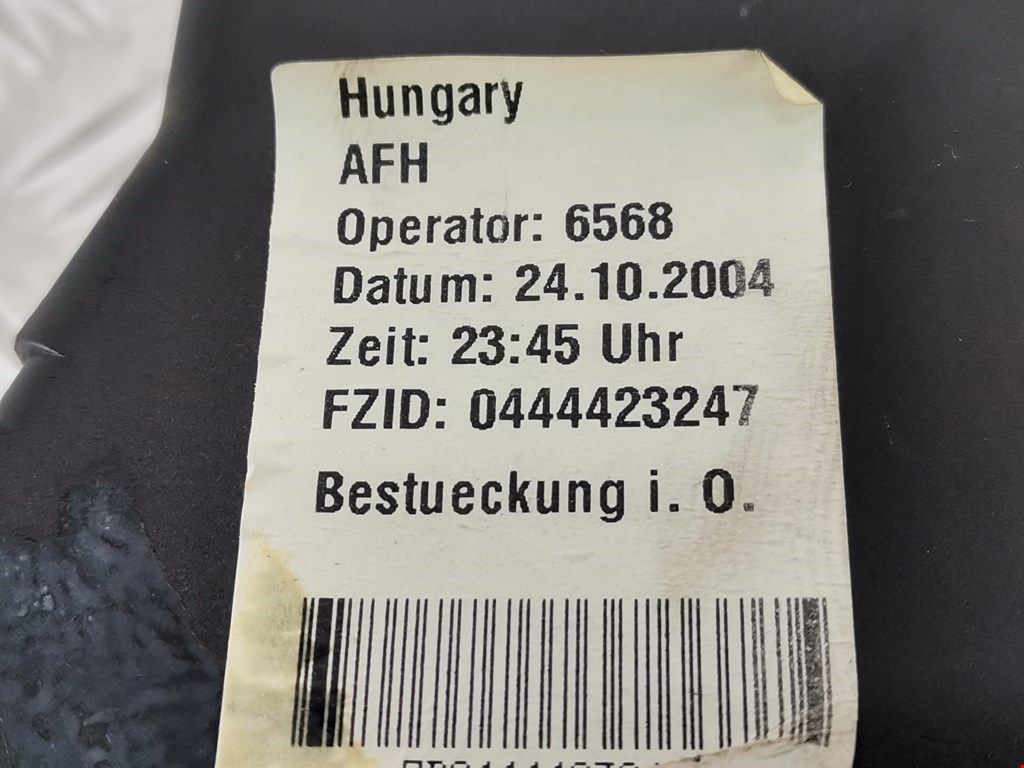 Hungary
AFH
Operator: 6568
Datum: 24.10.2004
Zeit: 23:45 Uhr
FZID: 0444423247
Bestueckung i. O.